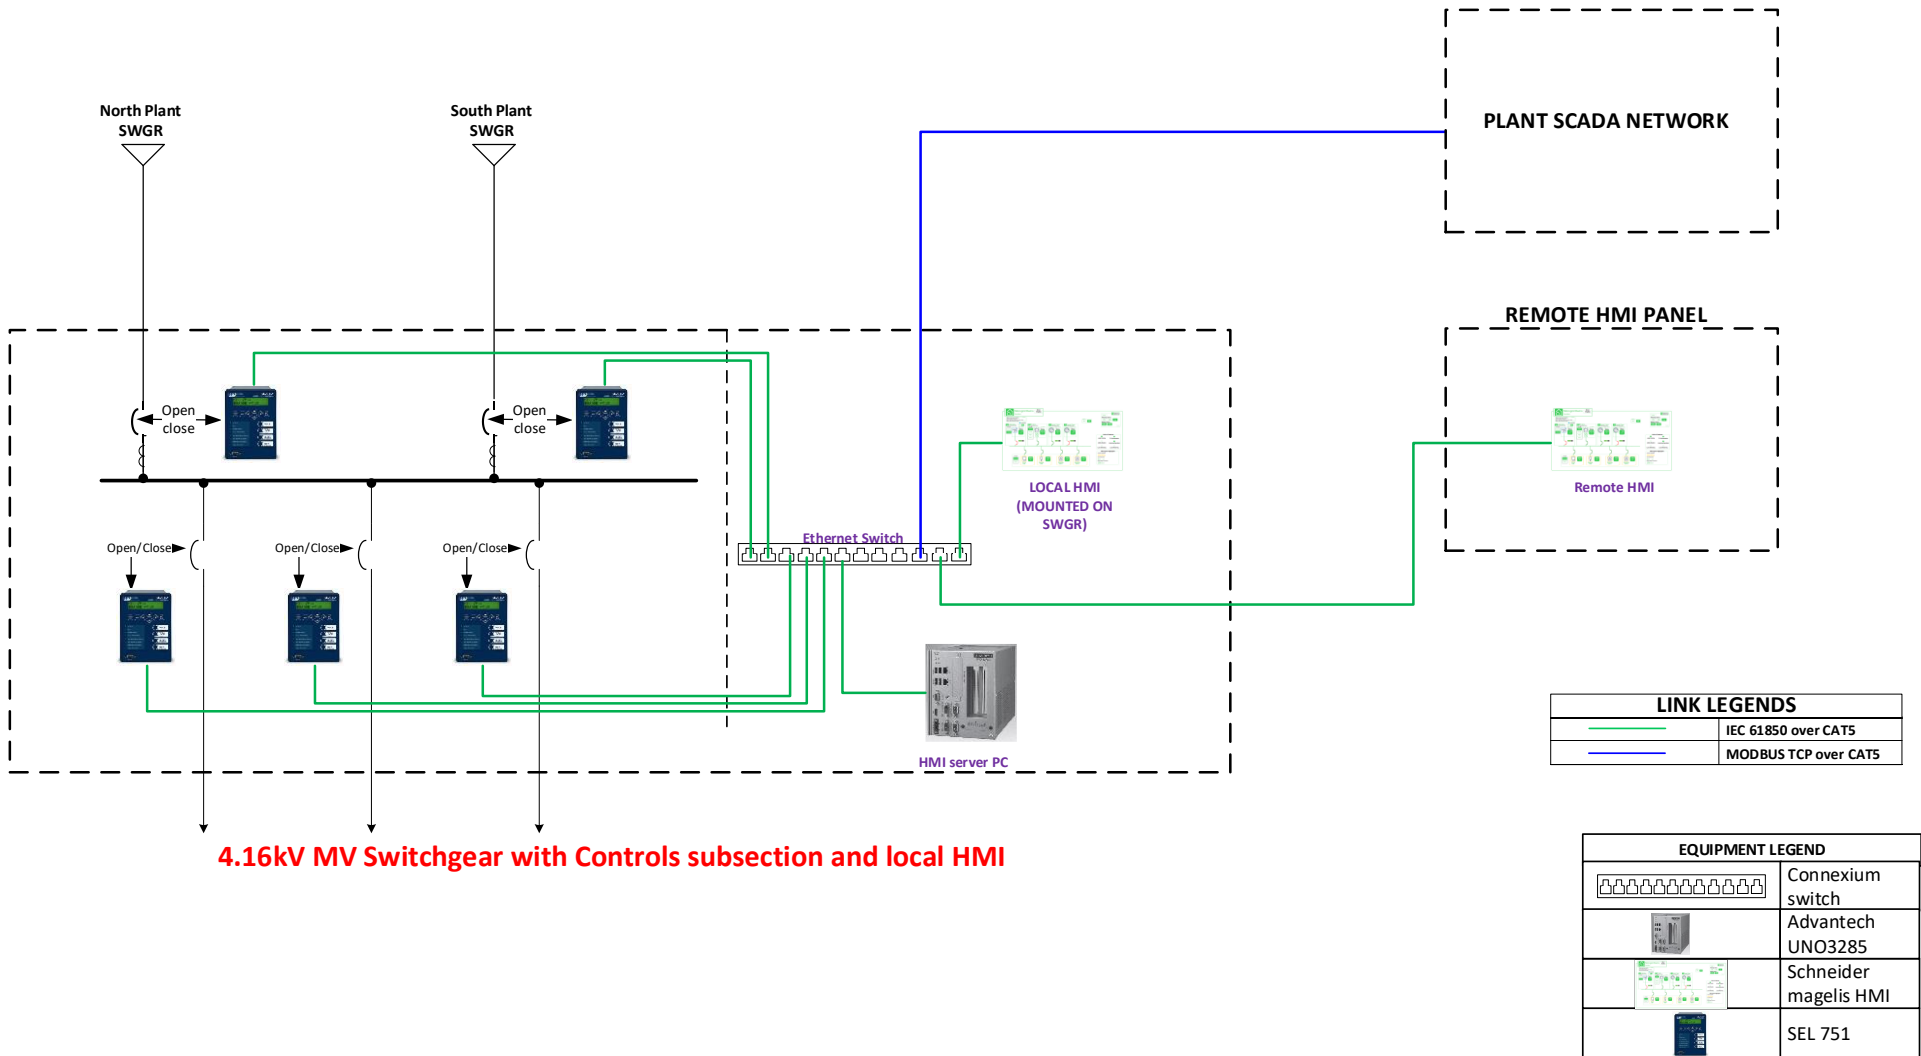 North Plant
SWGR
South Plant
SWGR
PLANT SCADA NETWORK
REMOTE HMI PANEL
Open
close
Open
close
LOCAL HMI
(MOUNTED ON
SWGR)
Remote HMI
Ethernet Switch
Open/Close
Open/Close
Open/Close
HMI server PC
LINK LEGENDS
IEC 61850 over CAT5
MODBUS TCP over CAT5
4.16kV MV Switchgear with Controls subsection and local HMI
EQUIPMENT LEGEND
Connexium
switch
Advantech
UNO3285
Schneider
magelis HMI
SEL 751